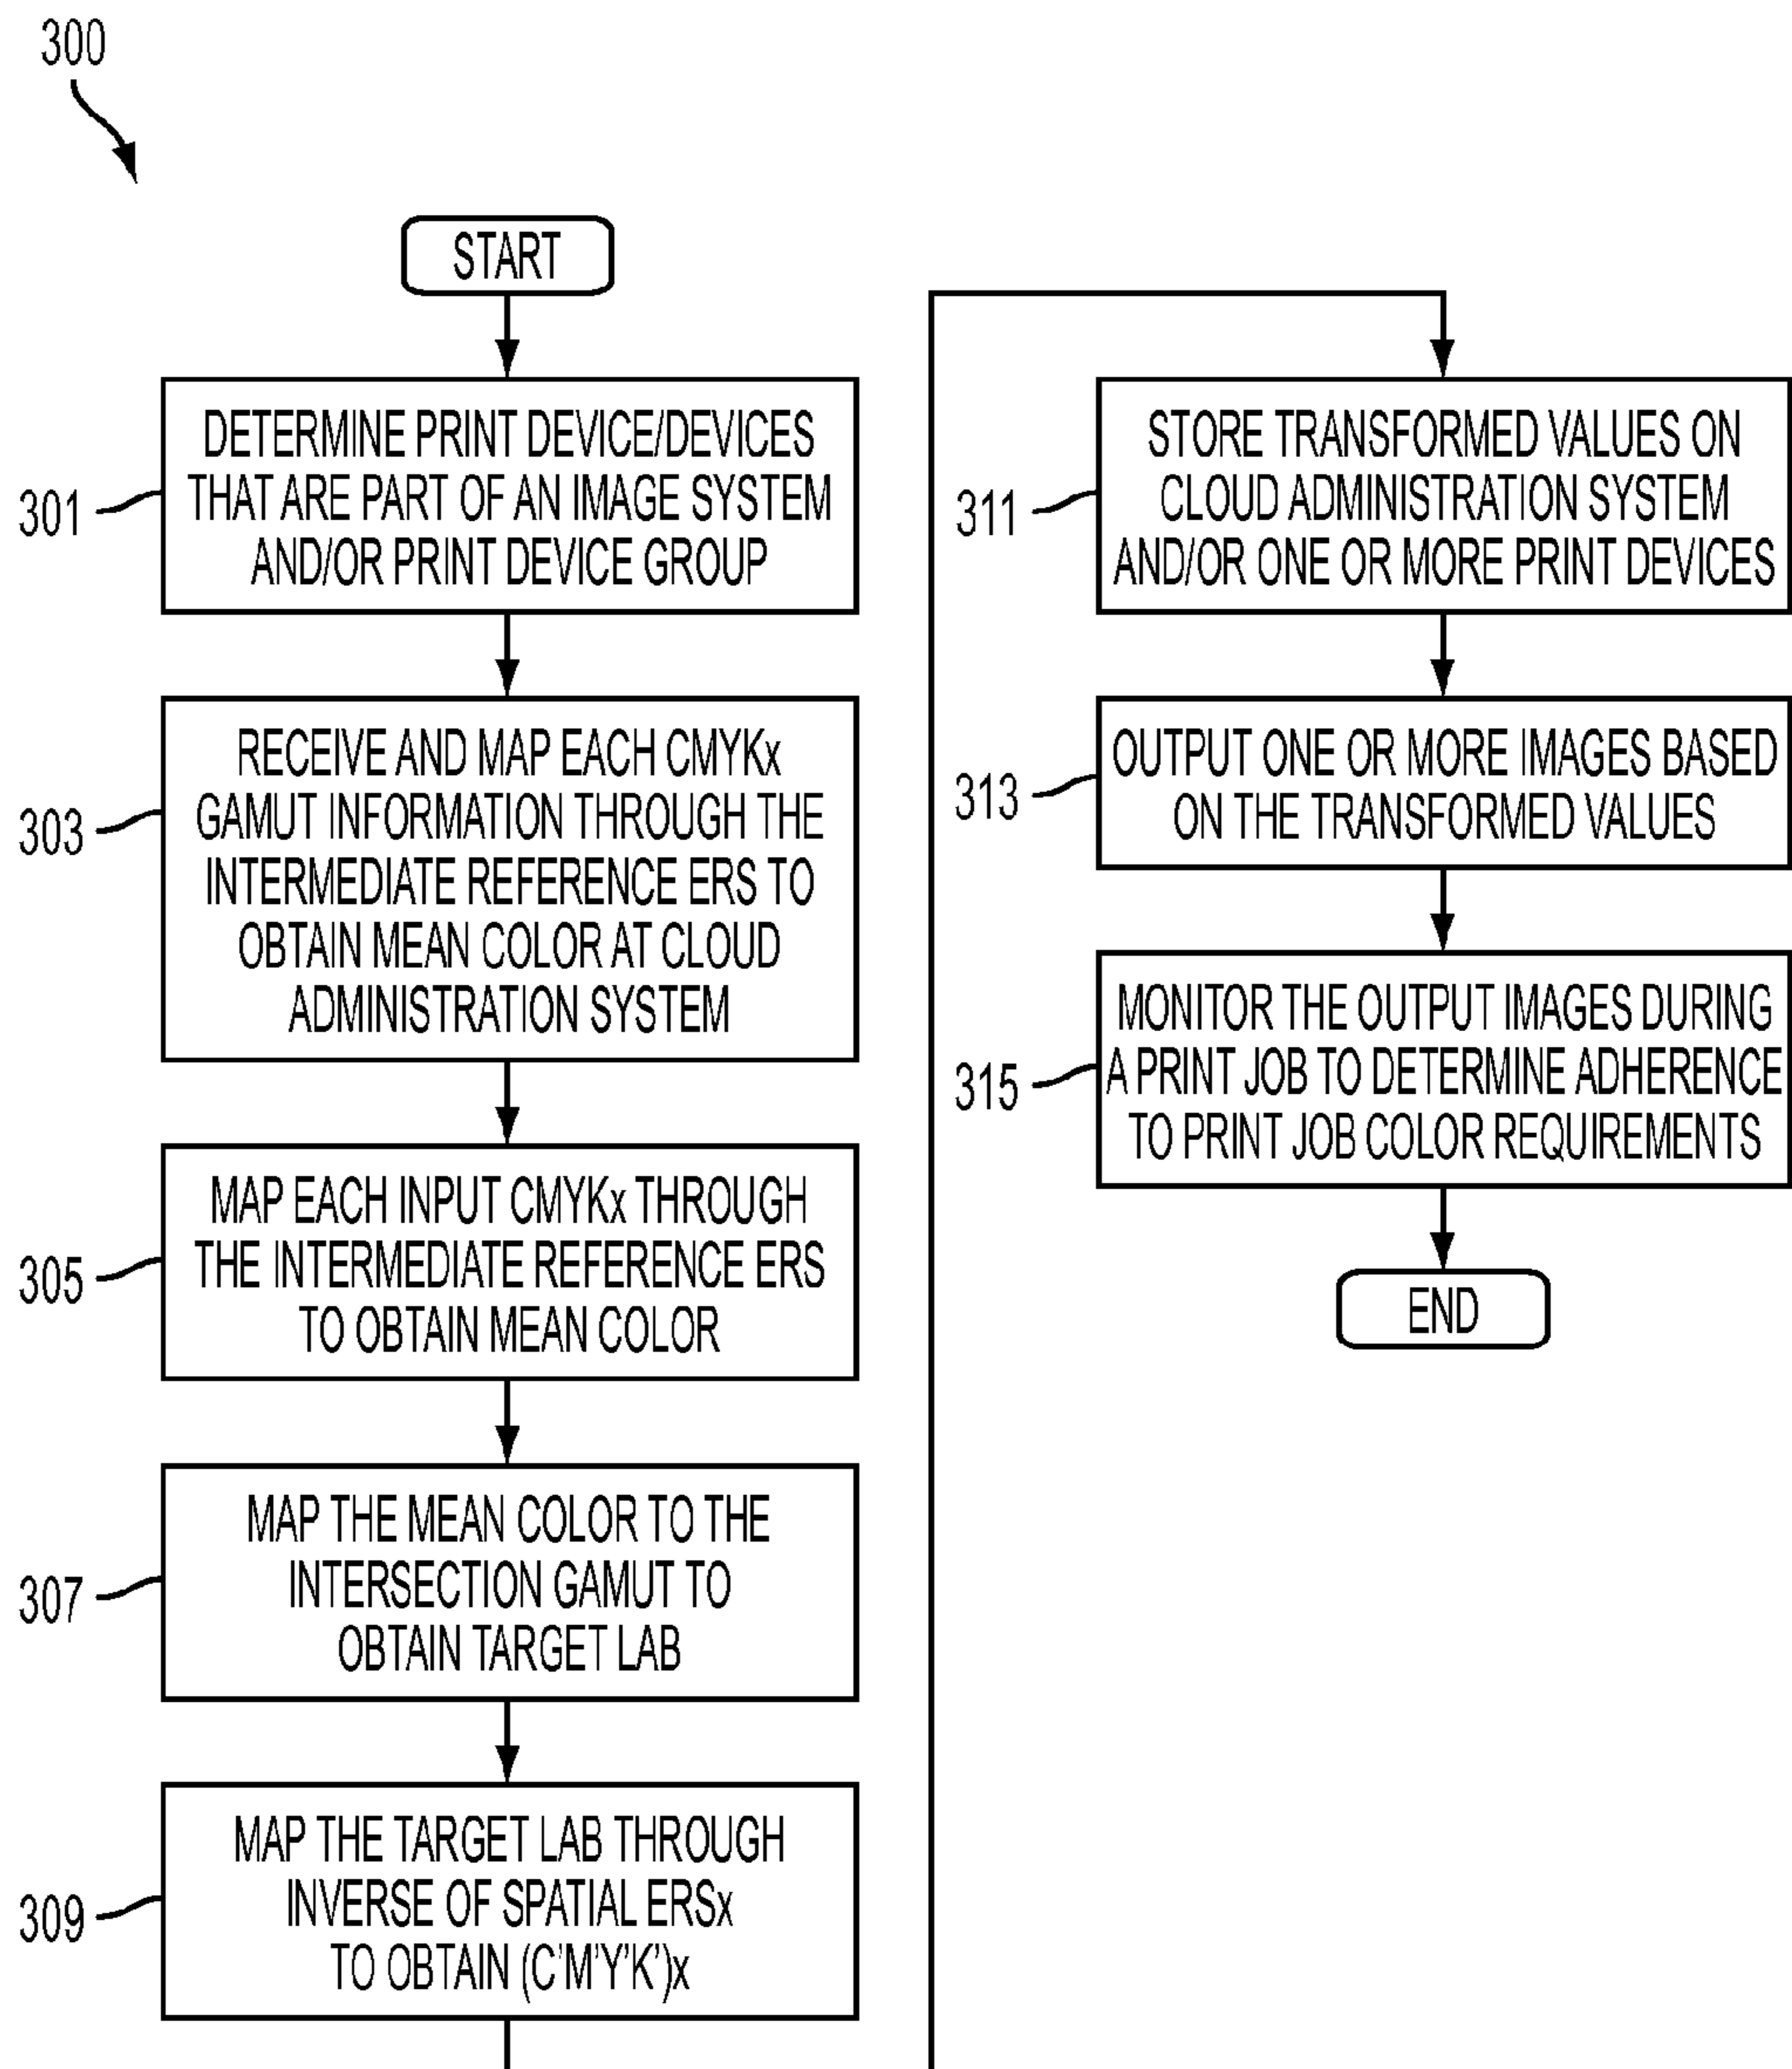 300
START
301
DETERMINE PRINT DEVICE/DEVICES
THAT ARE PART OF AN IMAGE SYSTEM
AND/OR PRINT DEVICE GROUP
303
RECEIVE AND MAP EACH CMYKx
GAMUT INFORMATION THROUGH THE
INTERMEDIATE REFERENCE ERS TO
OBTAIN MEAN COLOR AT CLOUD
ADMINISTRATION SYSTEM
305
MAP EACH INPUT CMYKx THROUGH
THE INTERMEDIATE REFERENCE ERS
TO OBTAIN MEAN COLOR
307
MAP THE MEAN COLOR TO THE
INTERSECTION GAMUT TO
OBTAIN TARGET LAB
309
MAP THE TARGET LAB THROUGH
INVERSE OF SPATIAL ERSx
TO OBTAIN (C'M'Y'K')x
311
STORE TRANSFORMED VALUES ON
CLOUD ADMINISTRATION SYSTEM
AND/OR ONE OR MORE PRINT DEVICES
313
OUTPUT ONE OR MORE IMAGES BASED
ON THE TRANSFORMED VALUES
315
MONITOR THE OUTPUT IMAGES DURING
A PRINT JOB TO DETERMINE ADHERENCE
TO PRINT JOB COLOR REQUIREMENTS
END